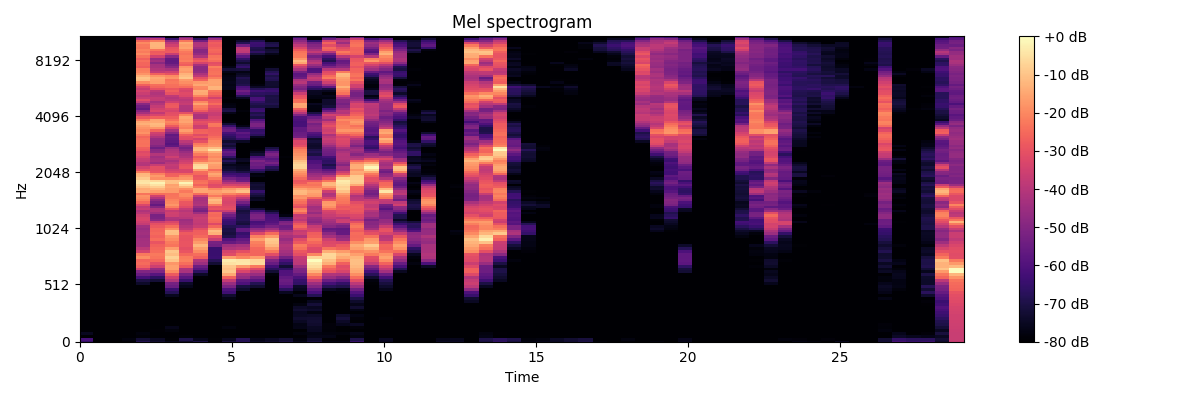 Mel spectrogram
+0 dB
8192
-10 dB
-20 dB
4096
-30 dB
Hz
2048
-40 dB
-50 dB
1024
-60 dB
512
-70 dB
0
-80 dB
0 5 10 15 20 25
Time